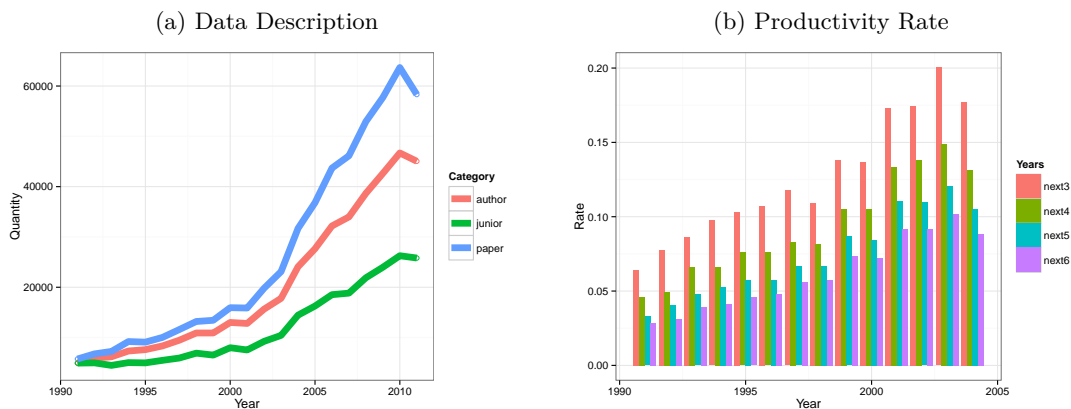 (a) Data Description
60000
40000
20000
Quantity
1990
1995
2000
2005
2010
Year
Category
author
junior
paper
(b) Productivity Rate
0.20
0.15
0.10
0.05
0.00
Rate
1990
1995
2000
2005
Year
Years
next3
next4
next5
next6